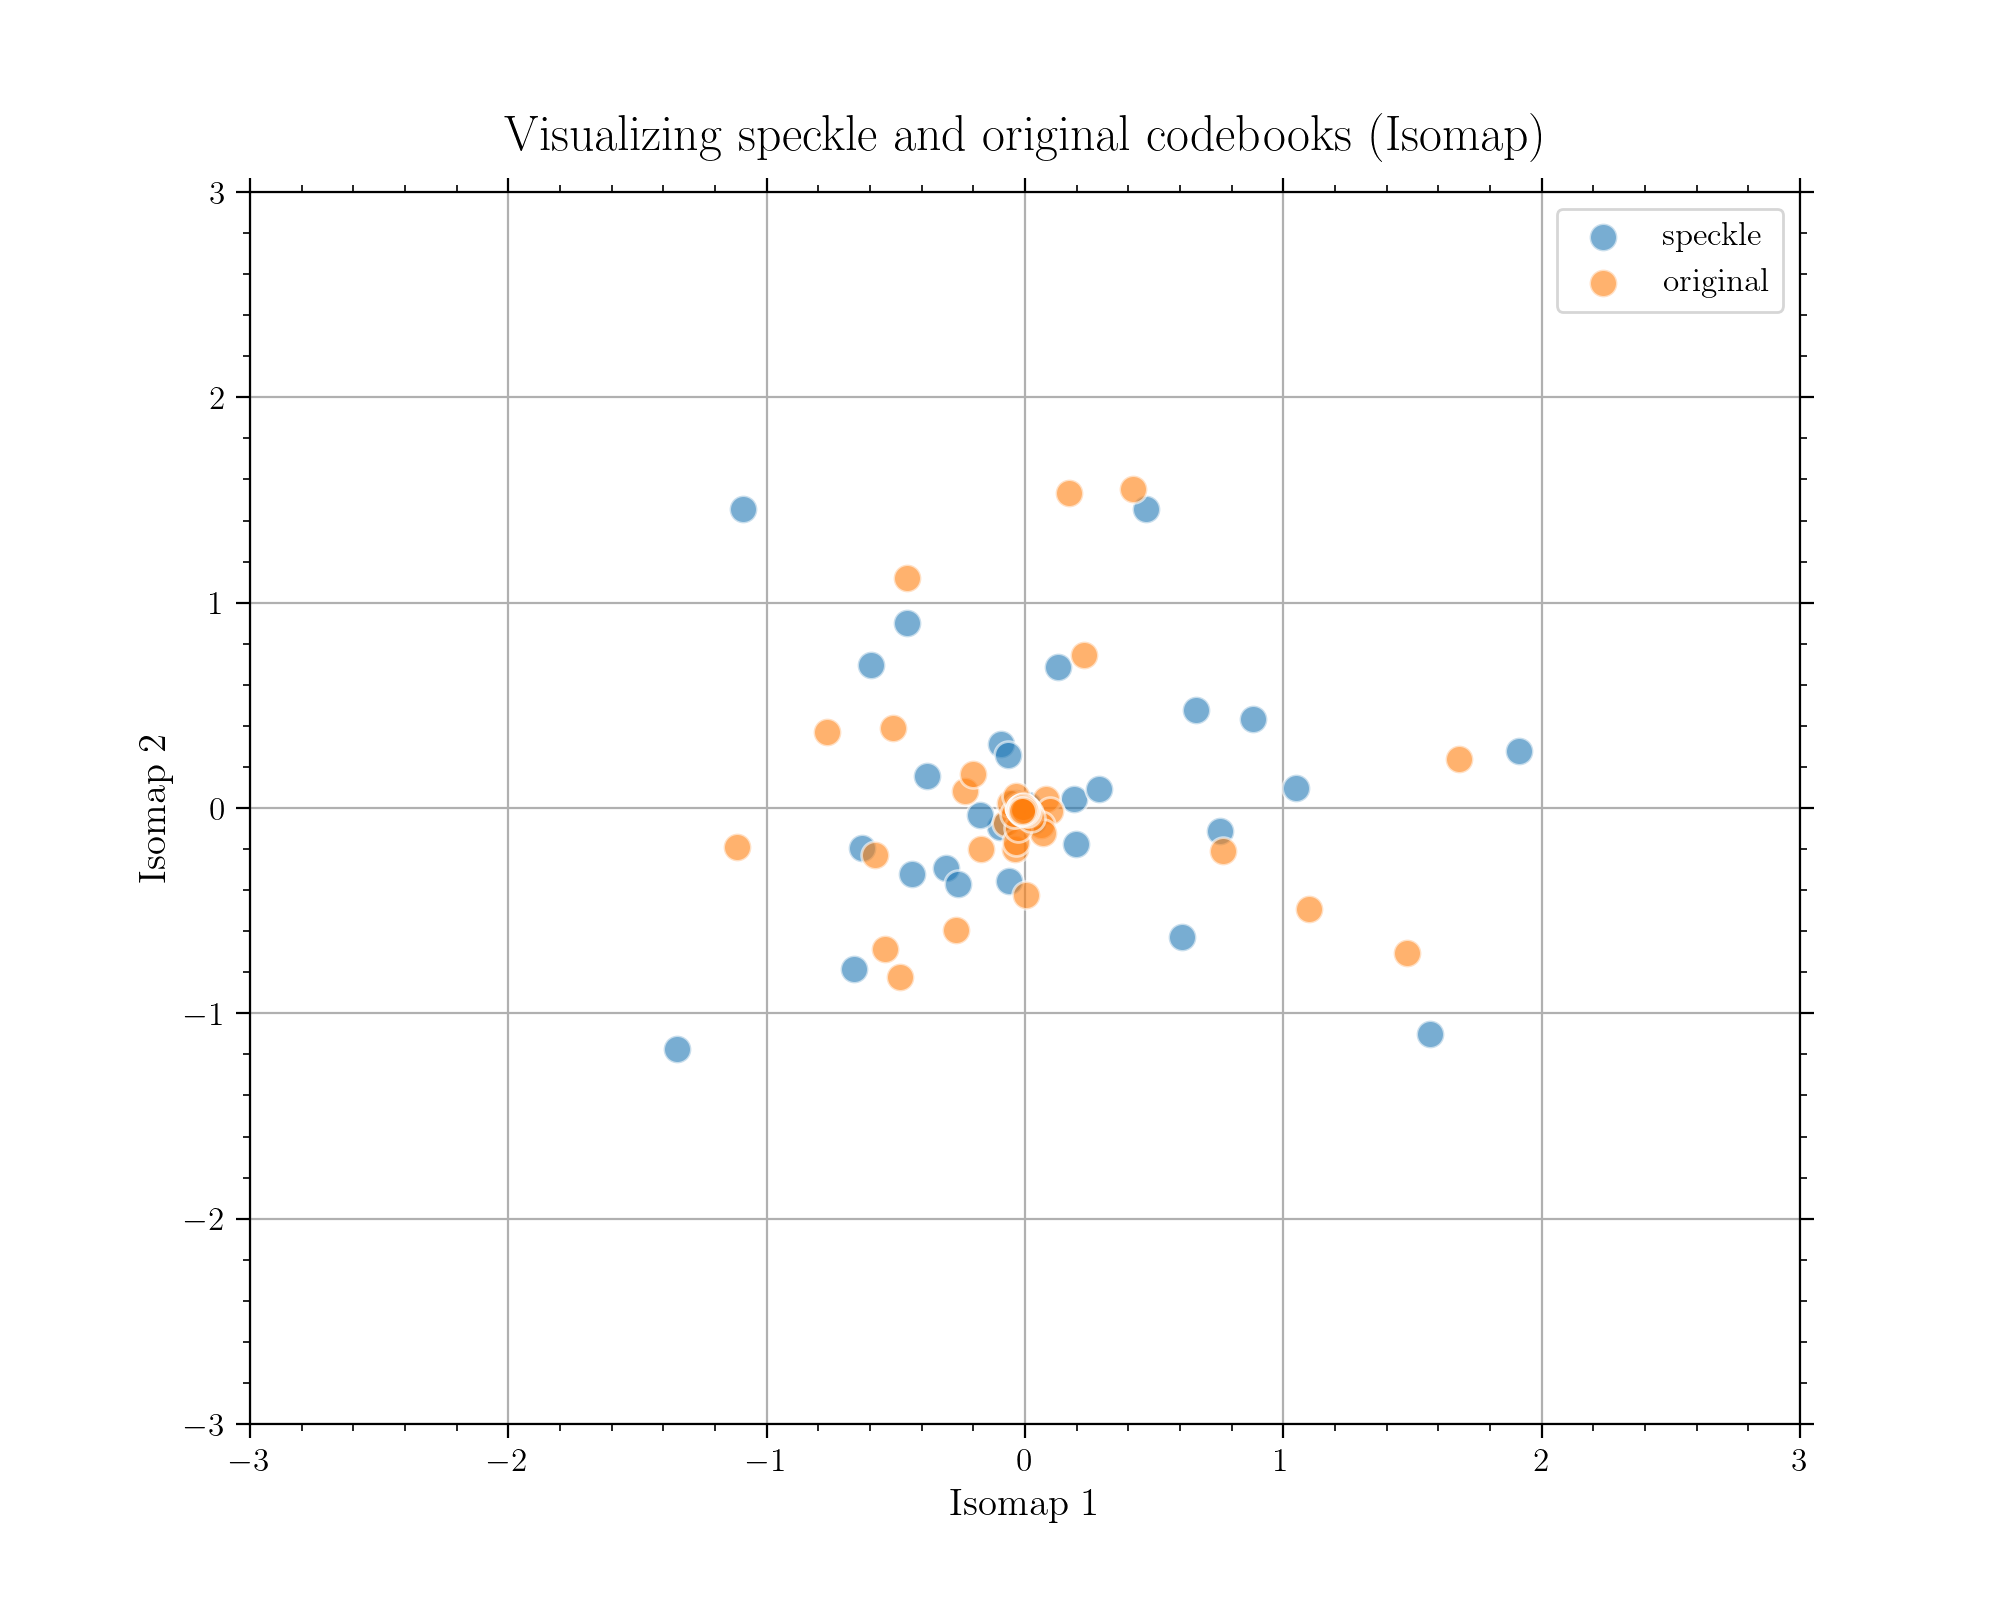 Visualizing speckle and original codebooks (Isomap)
speckle
original
3
2
1
0
−1
−2
−3
Isomap 2
−3 −2 −1 0 1 2 3
Isomap 1